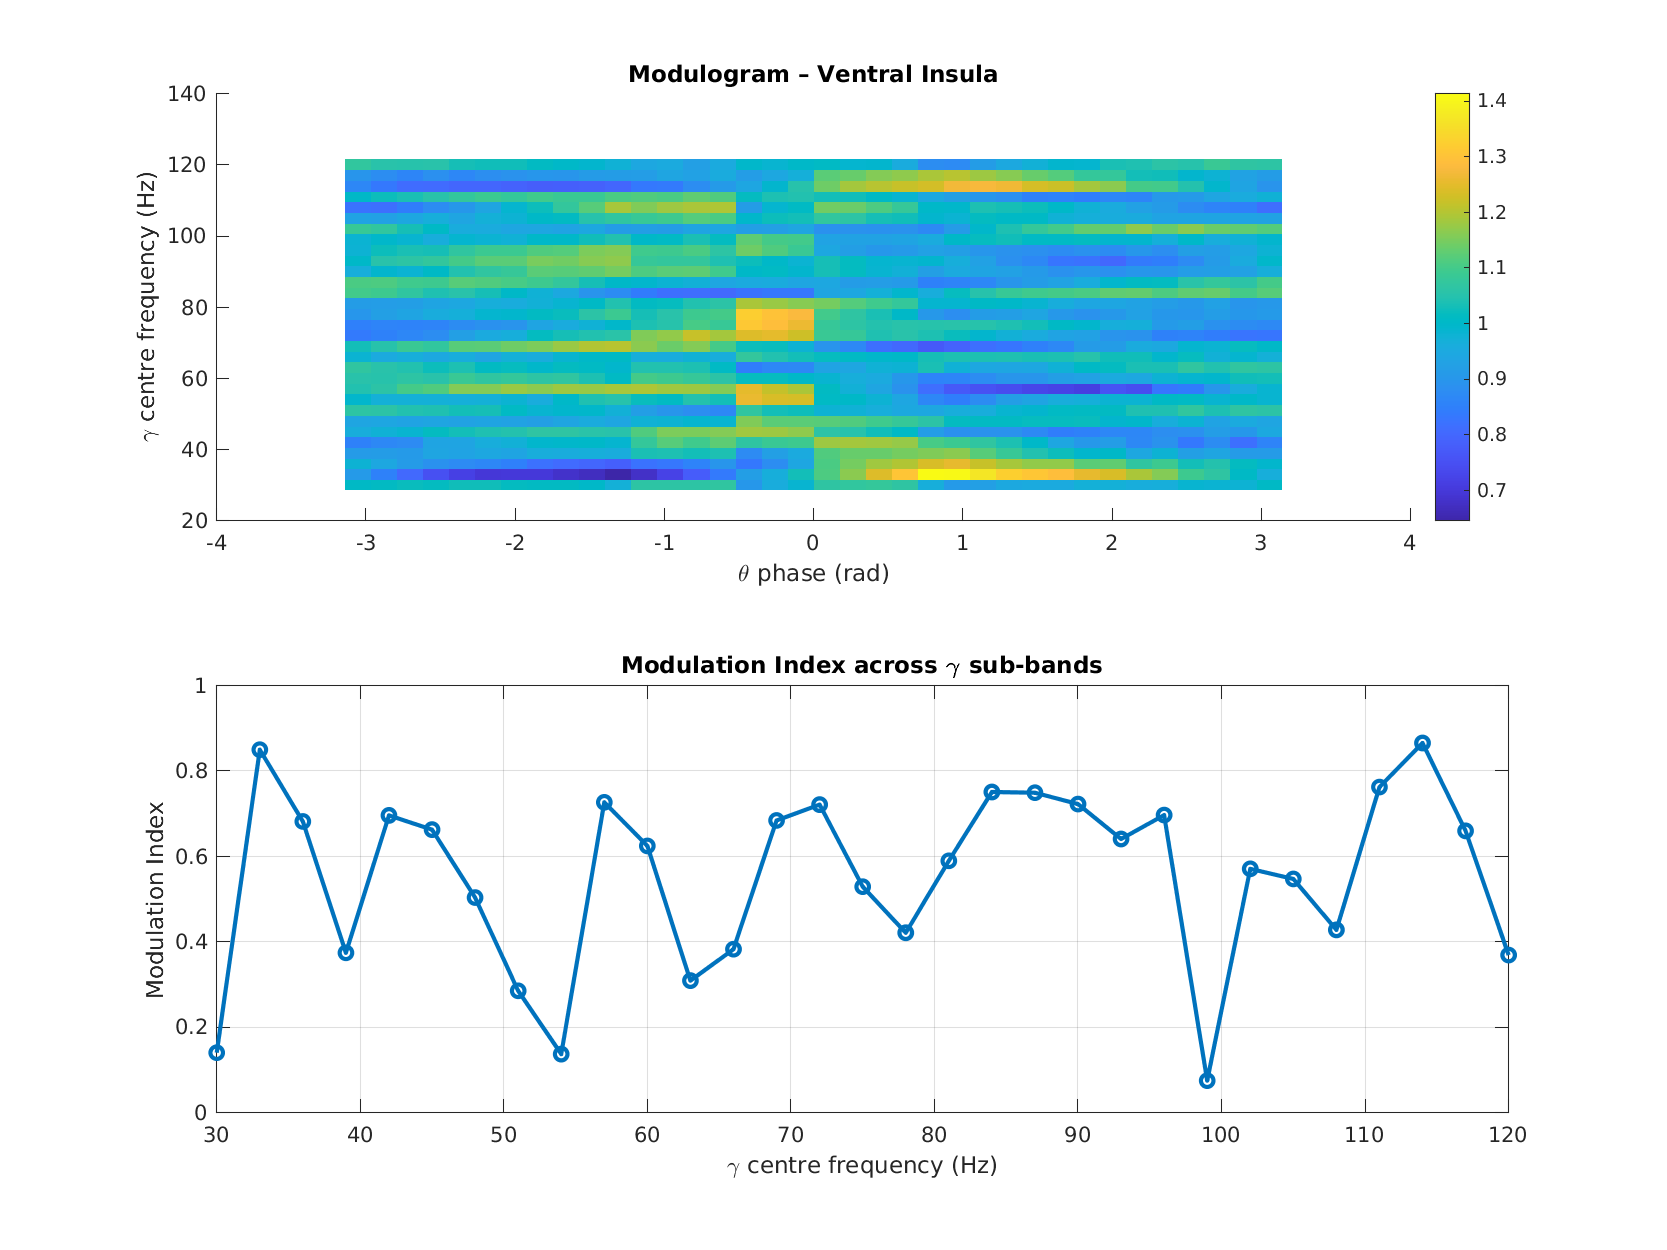 Modulogram – Ventral Insula
γ centre frequency (Hz)
140
120
100
80
60
40
20
-4 -3 -2 -1 0 1 2 3 4
θ phase (rad)
1.4
1.3
1.2
1.1
1
0.9
0.8
0.7
Modulation Index across γ sub-bands
Modulation Index
1
0.8
0.6
0.4
0.2
0
30 40 50 60 70 80 90 100 110 120
γ centre frequency (Hz)